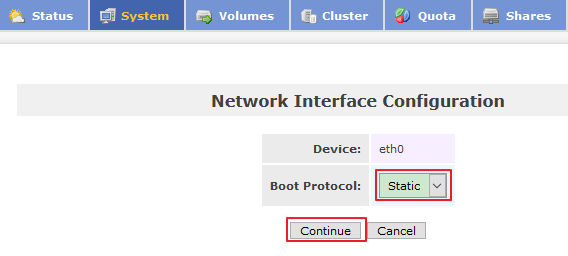 Status System Volumes Cluster Quota Shares
Network Interface Configuration
Device: eth0
Boot Protocol: Static
Continue Cancel